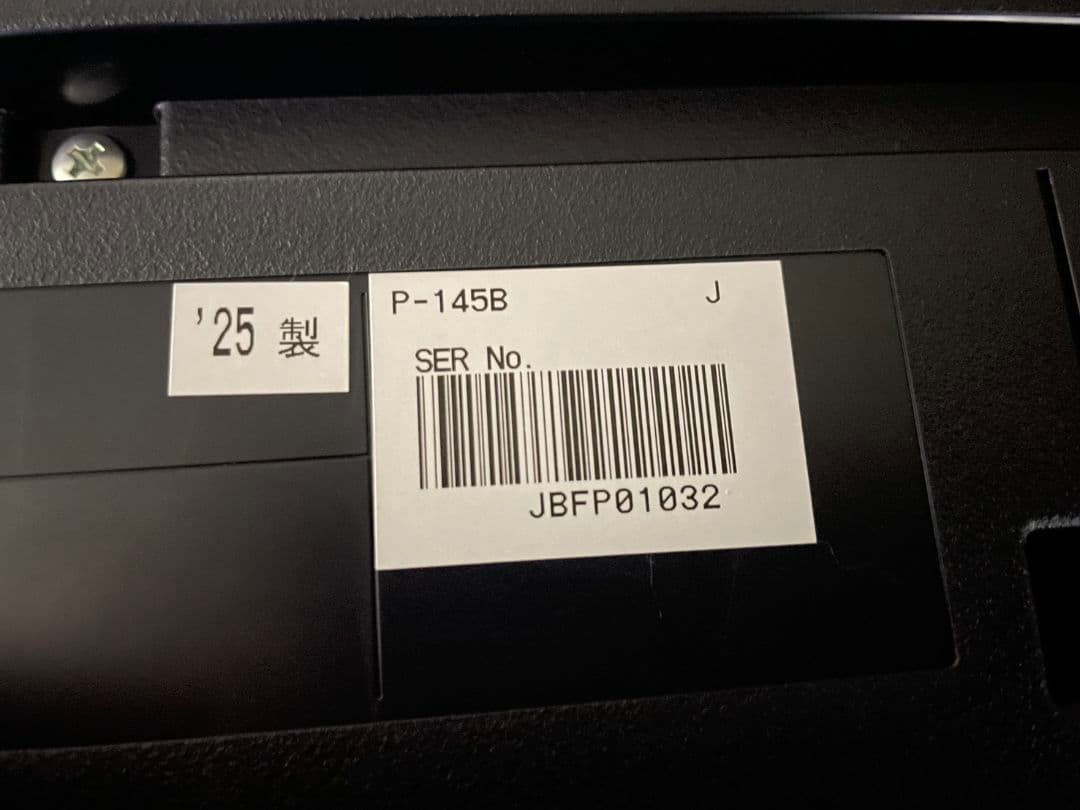 '25 製
P-145B J
SER No.
JBFP01032